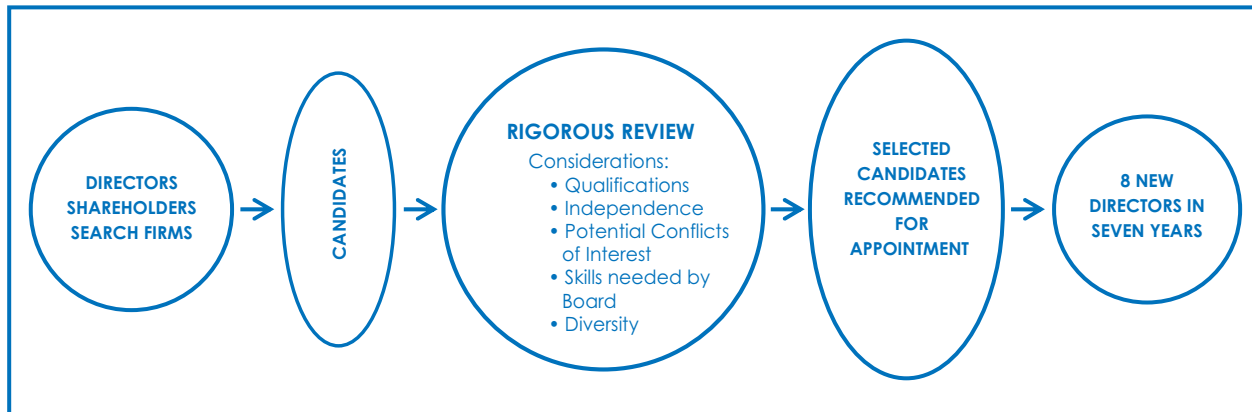 DIRECTORS
SHAREHOLDERS
SEARCH FIRMS
CANDIDATES
RIGOROUS REVIEW
Considerations:
• Qualifications
• Independence
• Potential Conflicts
of Interest
• Skills needed by
Board
• Diversity
SELECTED
CANDIDATES
RECOMMENDED
FOR
APPOINTMENT
8 NEW
DIRECTORS IN
SEVEN YEARS